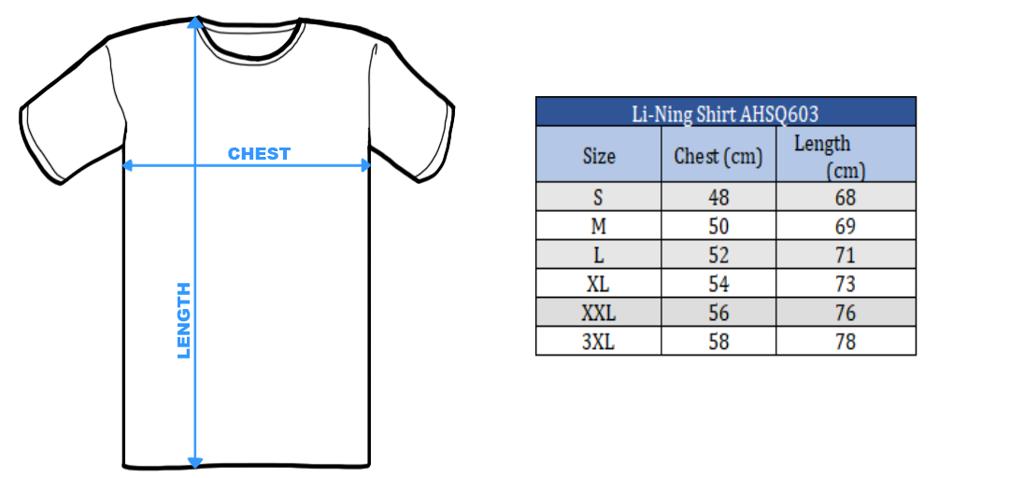 CHEST
LENGTH
Li-Ning Shirt AHSQ603
Size Chest (cm) Length (cm)
S 48 68
M 50 69
L 52 71
XL 54 73
XXL 56 76
3XL 58 78